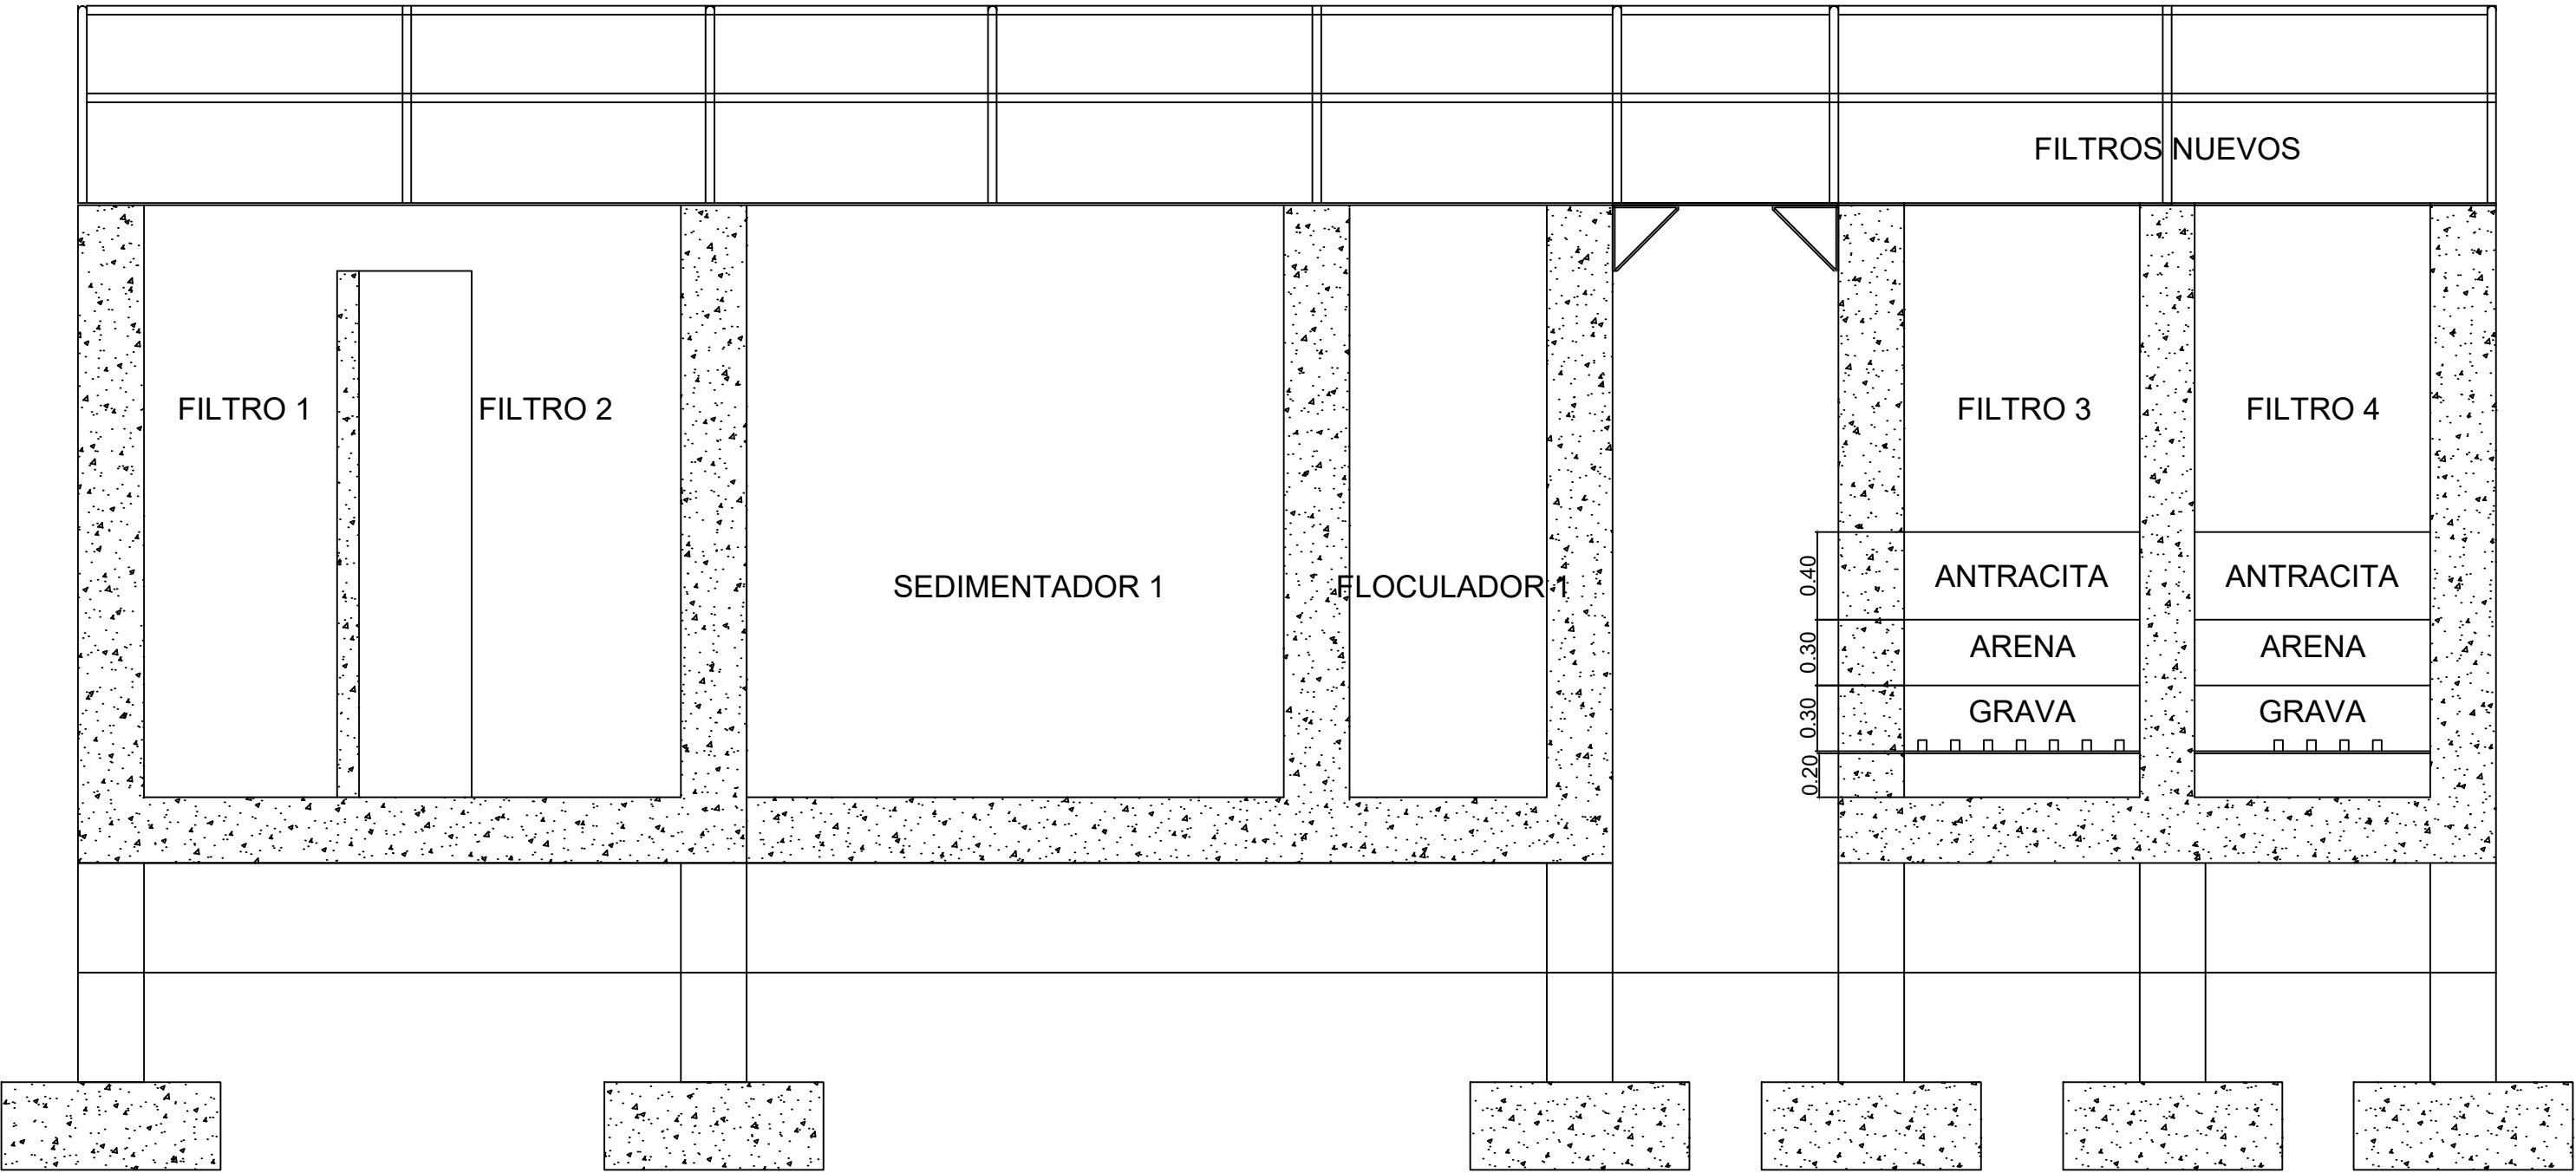 FILTROS NUEVOS
FILTRO 1
FILTRO 2
FILTRO 3
FILTRO 4
SEDIMENTADOR 1
FLOCULADOR 1
0.40
ANTRACITA
ANTRACITA
0.30
ARENA
ARENA
0.30
GRAVA
GRAVA
0.20